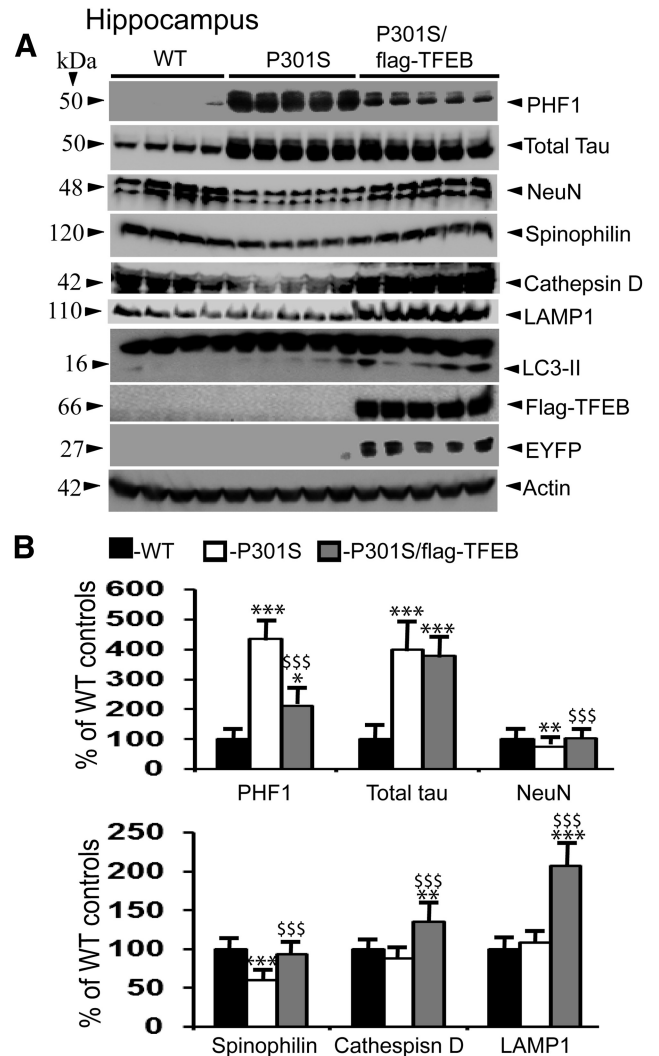 Hippocampus
A
kDa
WT
P301S
P301S/
flag-TFEB
50
PHF1
50
Total Tau
48
NeuN
120
Spinophilin
42
Cathepsin D
110
LAMP1
16
LC3-II
66
Flag-TFEB
27
EYFP
42
Actin
B
-WT -P301S -P301S/flag-TFEB
% of WT controls
600
500
400
300
200
100
0
***
$$$
*
***
***
**
$$$
PHF1 Total tau NeuN
% of WT controls
250
200
150
100
50
0
***
$$$
$$$
**
$$$
***
Spinophilin Cathespisn D LAMP1